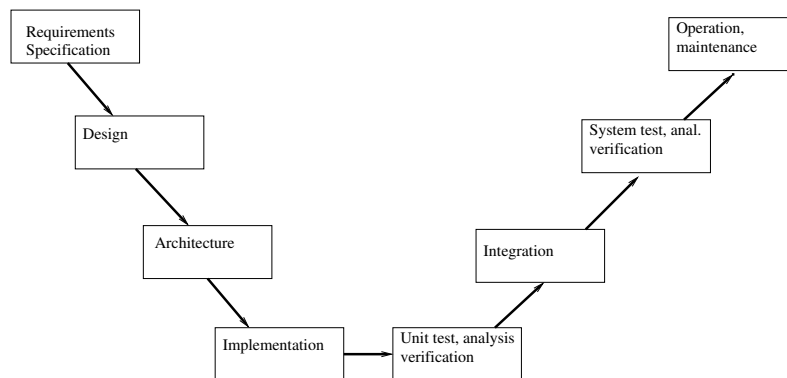 Requirements
Specification
Design
Architecture
Implementation
Unit test, analysis
verification
Integration
System test, anal.
verification
Operation,
maintenance